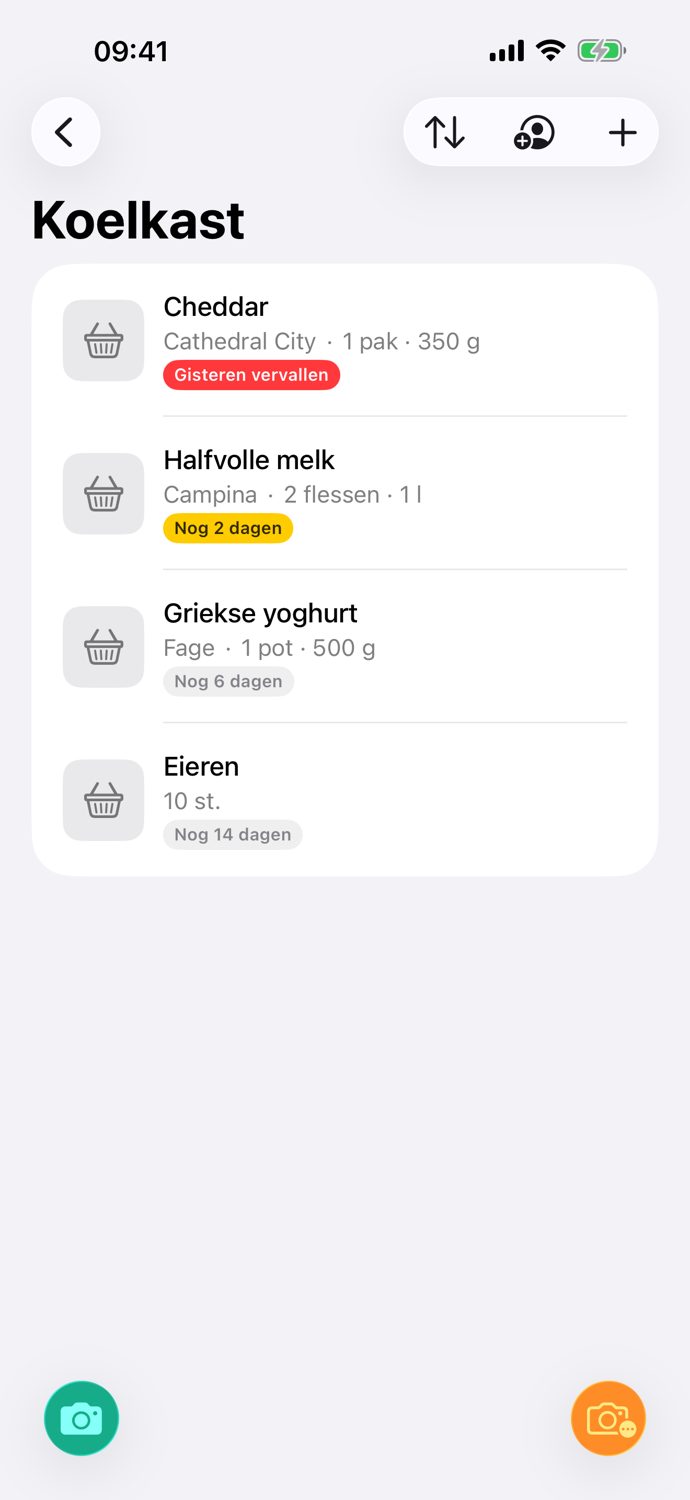 09:41
Koelkast
Cheddar
Cathedral City · 1 pak · 350 g
Gisteren vervallen
Halfvolle melk
Campina · 2 flessen · 1 l
Nog 2 dagen
Griekse yoghurt
Fage · 1 pot · 500 g
Nog 6 dagen
Eieren
10 st.
Nog 14 dagen